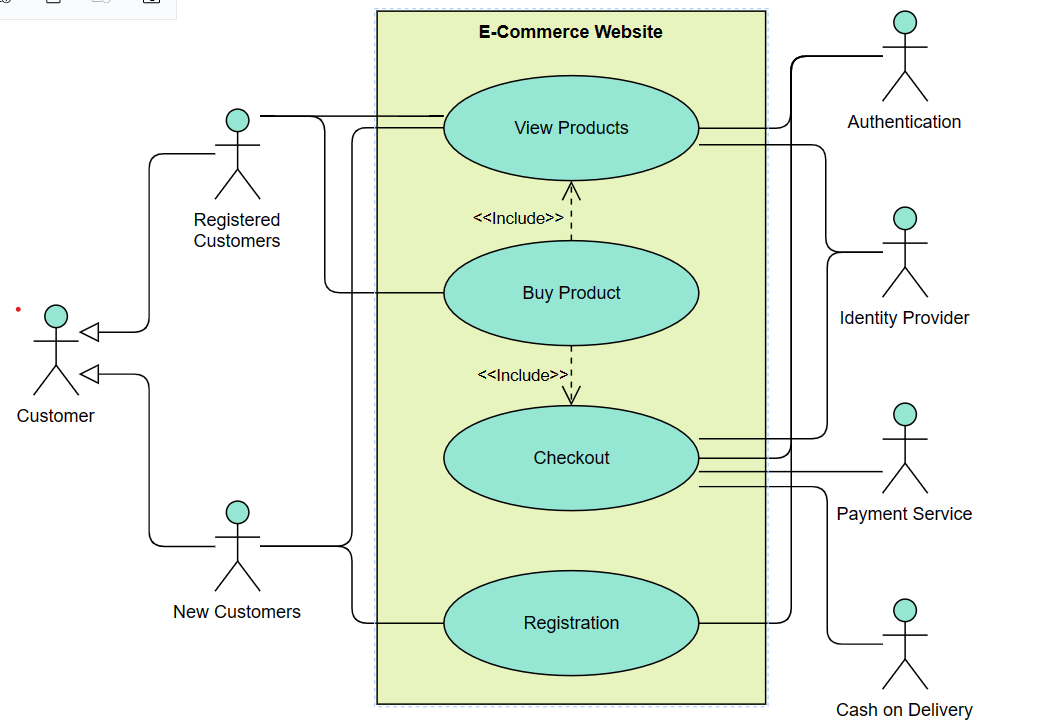 E-Commerce Website
View Products
Authentication
Registered
Customers
<<Include>>
Buy Product
Identity Provider
<<Include>>
Customer
Checkout
Payment Service
New Customers
Registration
Cash on Delivery